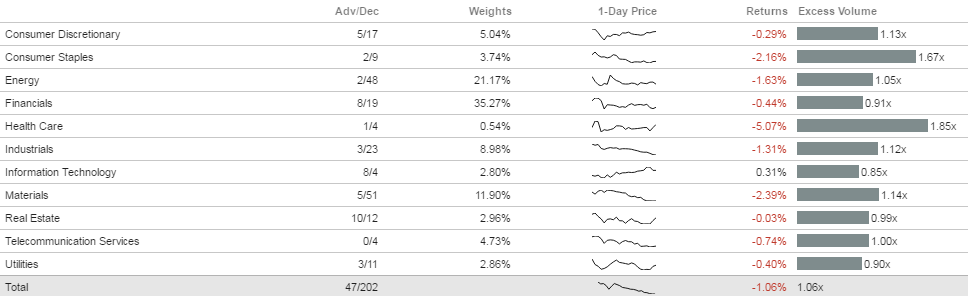 Adv/Dec Weights 1-Day Price Returns Excess Volume
Consumer Discretionary 5/17 5.04% -0.29% 1.13x
Consumer Staples 2/9 3.74% -2.16% 1.67x
Energy 2/48 21.17% -1.63% 1.05x
Financials 8/19 35.27% -0.44% 0.91x
Health Care 1/4 0.54% -5.07% 1.85x
Industrials 3/23 8.98% -1.31% 1.12x
Information Technology 8/4 2.80% 0.31% 0.85x
Materials 5/51 11.90% -2.39% 1.14x
Real Estate 10/12 2.96% -0.03% 0.99x
Telecommunication Services 0/4 4.73% -0.74% 1.00x
Utilities 3/11 2.86% -0.40% 0.90x
Total 47/202 -1.06% 1.06x